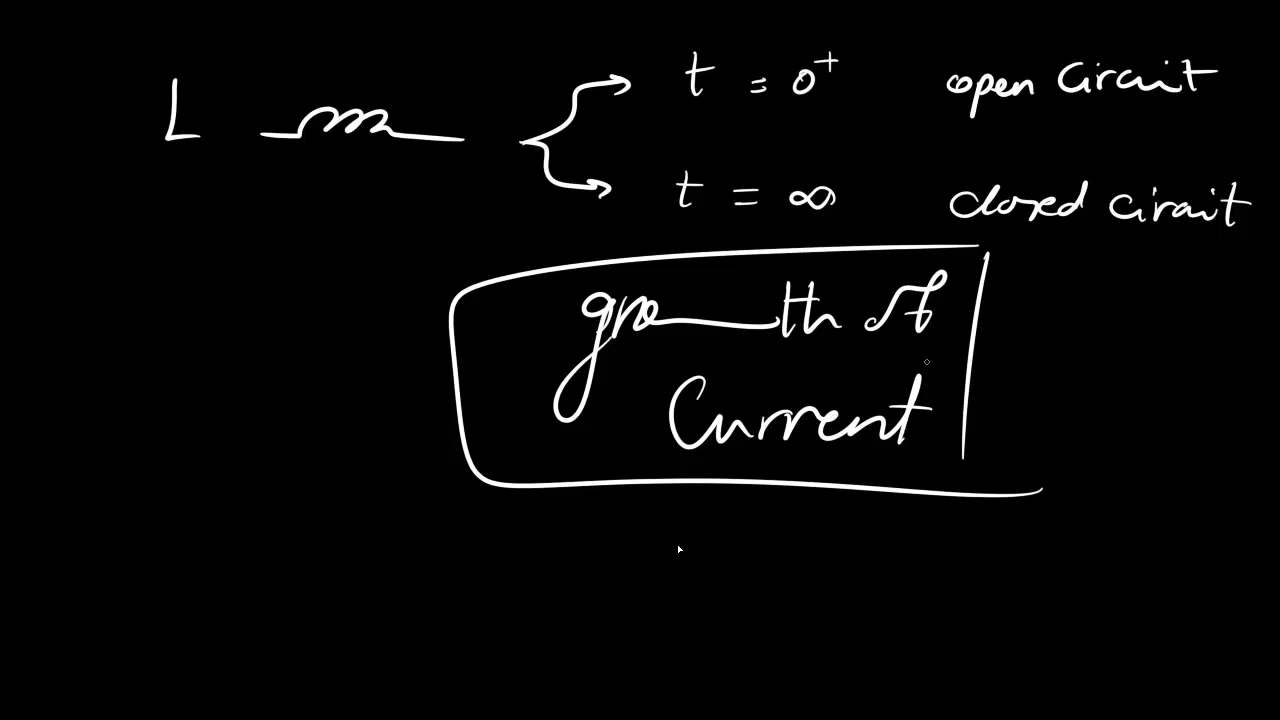 L t = 0+ open circuit
t = ∞ closed circuit
growth of
Current